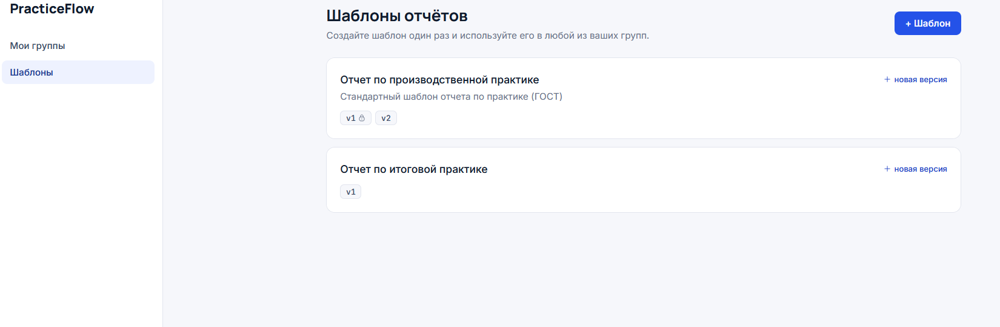 PracticeFlow
Мои группы
Шаблоны
Шаблоны отчётов
Создайте шаблон один раз и используйте его в любой из ваших групп.
+ Шаблон
Отчет по производственной практике
+ новая версия
Стандартный шаблон отчета по практике (ГОСТ)
v1 v2
Отчет по итоговой практике
+ новая версия
v1